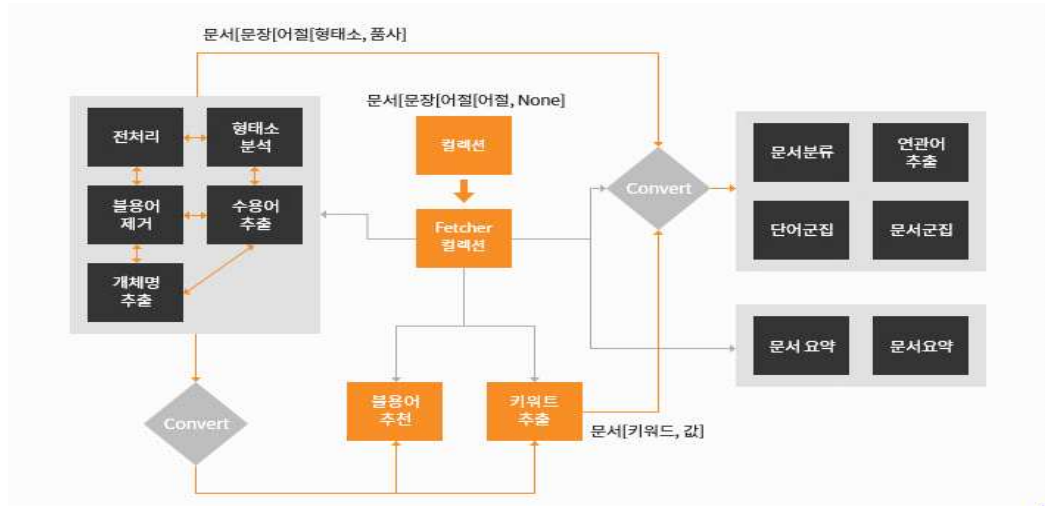 문서[문장[어절[형태소, 품사]
문서[문장[어절[어절, None]
전처리
형태소
분석
불용어
제거
수용어
추출
개체명
추출
컬렉션
Fetcher
컬렉션
Convert
문서분류
연관어
추출
단어군집
문서군집
문서 요약
문서요약
Convert
불용어
추천
키워트
추출
문서[키워드, 값]